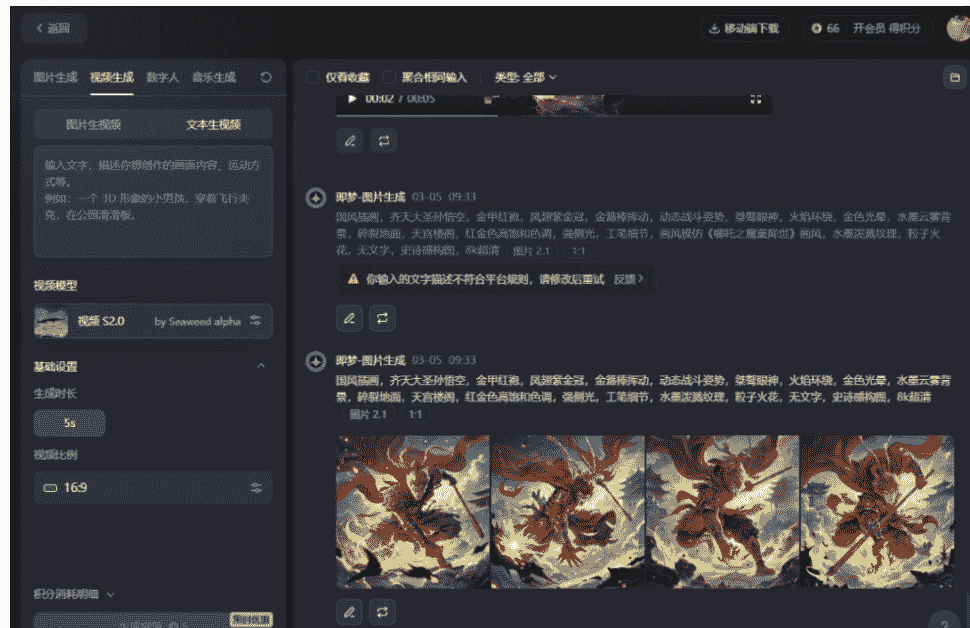 返回
移动端下载
66 开会员 得积分
图片生成 视频生成 数字人 音乐生成
仅看收藏 聚合相同输入 类型: 全部
00:02 / 00:05
图片生视频 文本生视频
输入文字，描述你想创作的画面内容、运动方
式等。
例如：一个 3D 形象的小男孩，穿着飞行夹
克，在公园滑滑板。
视频模型
视频 S2.0 by Seaweed alpha
基础设置
生成时长
5s
视频比例
16:9
积分消耗明细
即梦-图片生成 03-05 09:33
国风插画，齐天大圣孙悟空，金甲红袍，凤翅紫金冠，金箍棒挥动，动态战斗姿势，桀骜眼神，火焰环绕，金色光晕，水墨云雾背
景，碎裂地面，天宫楼阁，红金色高饱和色调，强侧光，工笔细节，画风模仿《哪吒之魔童降世》画风，水墨泼溅纹理，粒子火
花，无文字，史诗感构图，8k超清 图片 2.1 1:1
你输入的文字描述不符合平台规则，请修改后重试 反馈
即梦-图片生成 03-05 09:33
国风插画，齐天大圣孙悟空，金甲红袍，凤翅紫金冠，金箍棒挥动，动态战斗姿势，桀骜眼神，火焰环绕，金色光晕，水墨云雾背
景，碎裂地面，天宫楼阁，红金色高饱和色调，强侧光，工笔细节，水墨泼溅纹理，粒子火花，无文字，史诗感构图，8k超清
图片 2.1 1:1